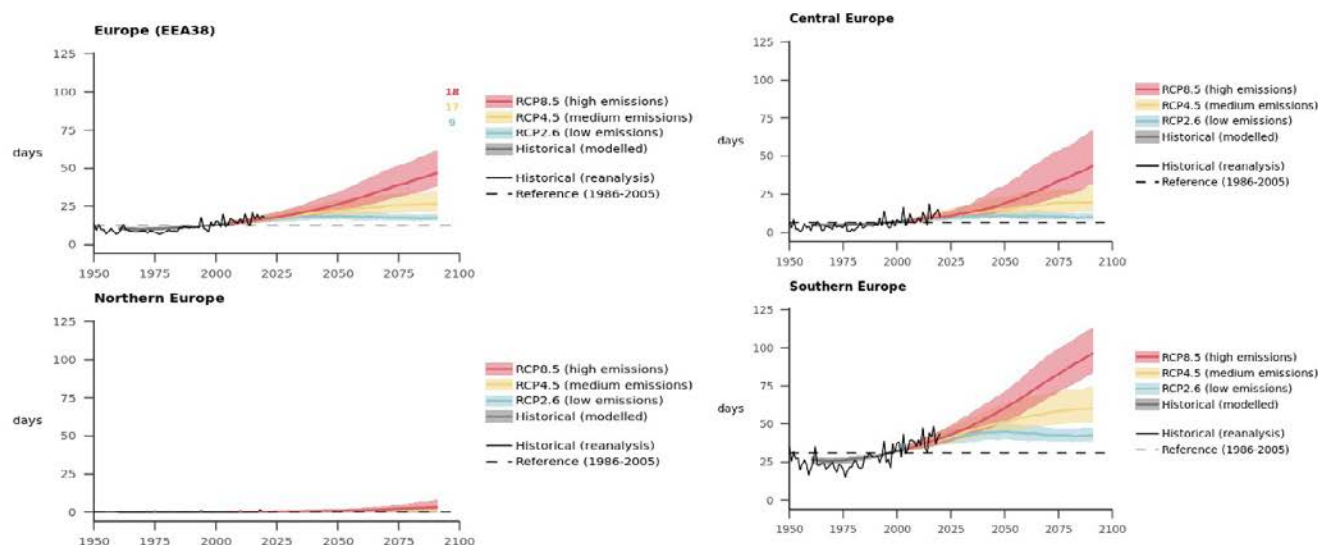 Europe (EEA38)
125
100
75
50
25
0
days
1950 1975 2000 2025 2050 2075 2100
18
17
9
RCP8.5 (high emissions)
RCP4.5 (medium emissions)
RCP2.6 (low emissions)
Historical (modelled)
Historical (reanalysis)
Reference (1986-2005)
Central Europe
125
100
75
50
25
0
days
1950 1975 2000 2025 2050 2075 2100
RCP8.5 (high emissions)
RCP4.5 (medium emissions)
RCP2.6 (low emissions)
Historical (modelled)
Historical (reanalysis)
Reference (1986-2005)
Northern Europe
125
100
75
50
25
0
days
1950 1975 2000 2025 2050 2075 2100
RCP8.5 (high emissions)
RCP4.5 (medium emissions)
RCP2.6 (low emissions)
Historical (modelled)
Historical (reanalysis)
Reference (1986-2005)
Southern Europe
125
100
75
50
25
0
days
1950 1975 2000 2025 2050 2075 2100
RCP8.5 (high emissions)
RCP4.5 (medium emissions)
RCP2.6 (low emissions)
Historical (modelled)
Historical (reanalysis)
Reference (1986-2005)